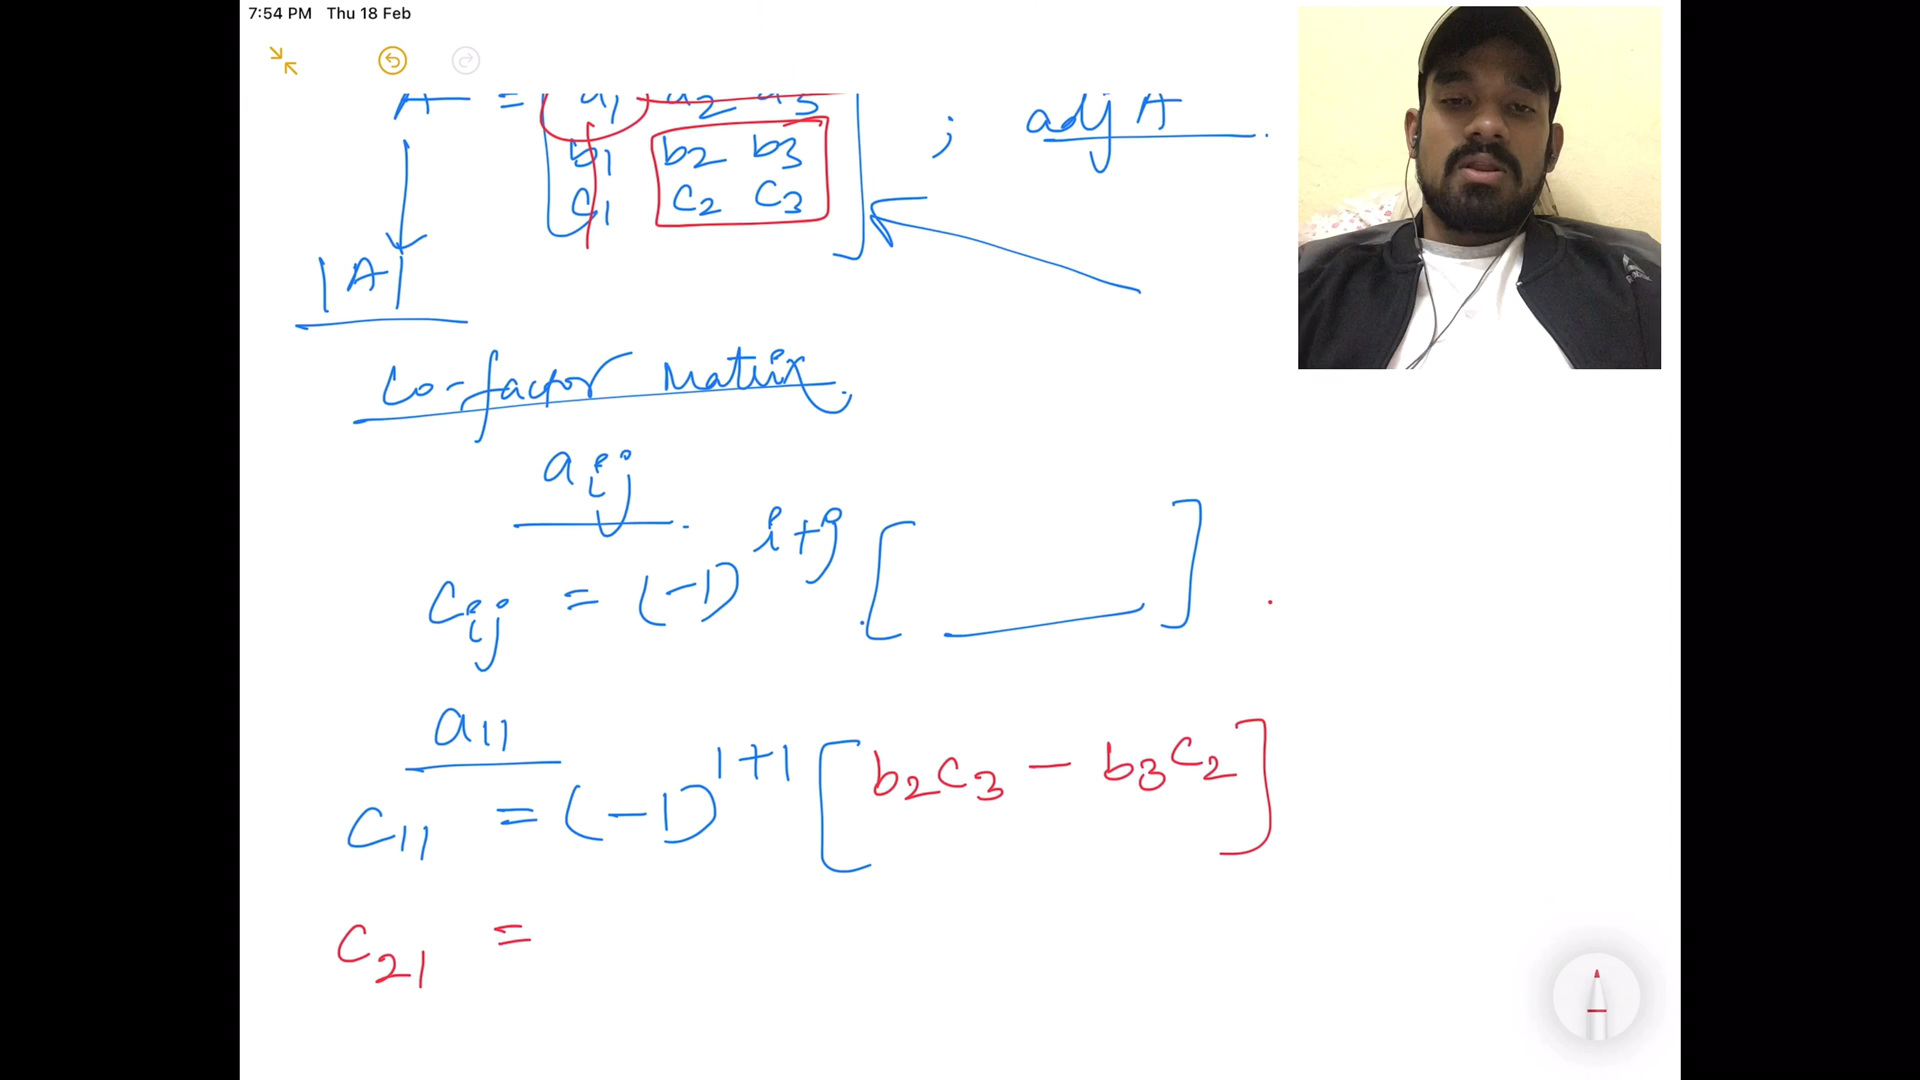 7:54 PM Thu 18 Feb
A = [ a1 a2 a3 ; adj A .
b1 b2 b3
c1 c2 c3 ]
|A|
Co-factor Matrix.
aij
cij = (-1)^i+j [ ____ ] .
a11
c11 = (-1)^1+1 [ b2c3 - b3c2 ]
c21 =